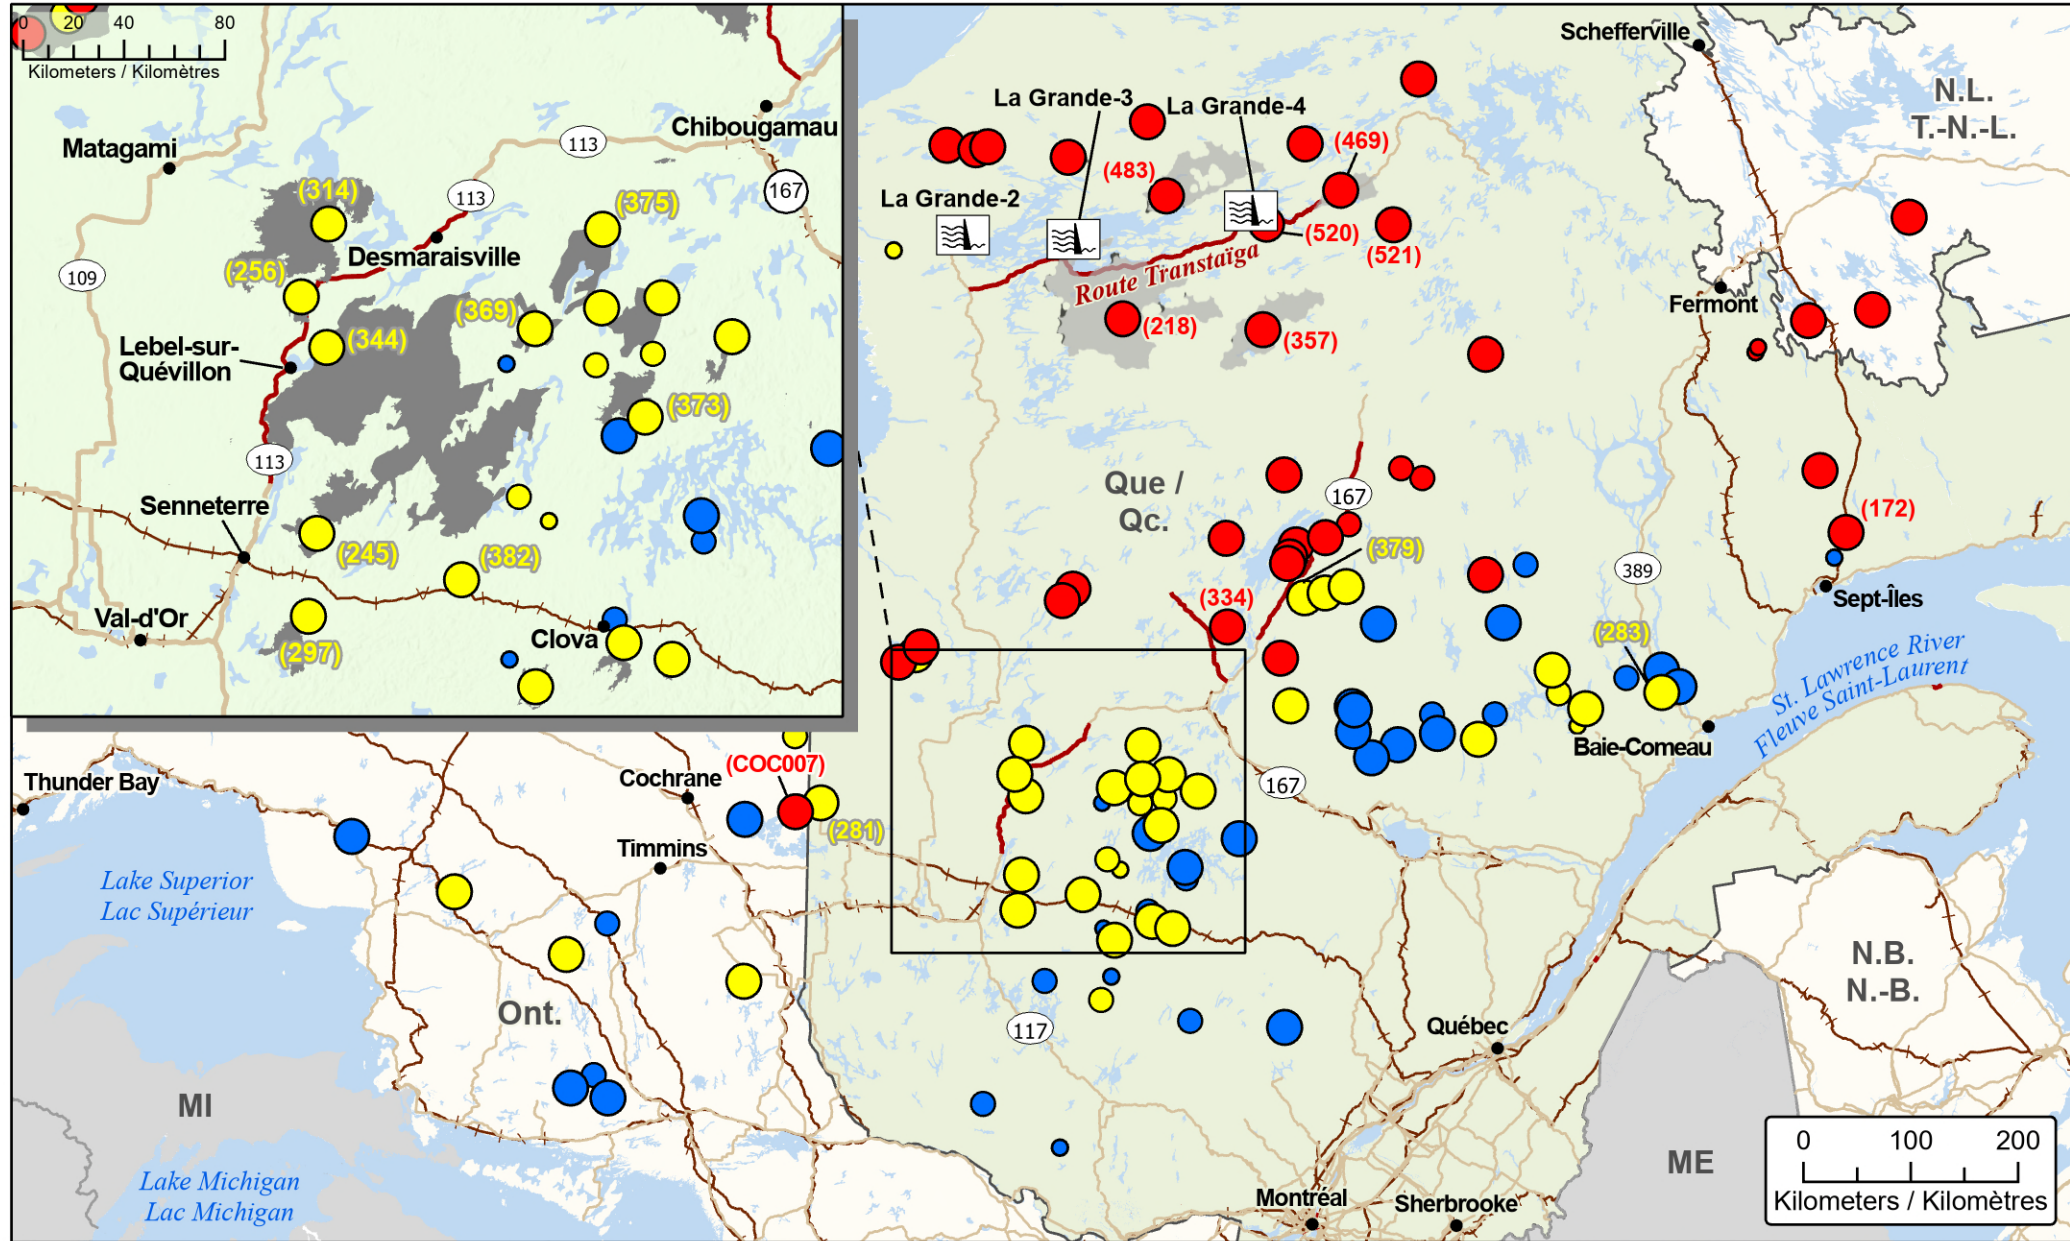 0 20 40 80
Kilometers / Kilomètres
Matagami
Chibougamau
113
167
113
(314)
(375)
Desmaraisville
109
(256)
(369)
(344)
Lebel-sur-
Quévillon
(373)
113
Senneterre
(245)
(382)
Val-d'Or
Clova
(297)
Schefferville
N.L.
T.-N.-L.
La Grande-3
La Grande-4
(469)
(483)
La Grande-2
(520)
(521)
Route Transtaïga
Fermont
(218)
(357)
Que /
Qc.
167
(172)
(379)
389
Sept-Îles
(334)
(283)
St. Lawrence River
Fleuve Saint-Laurent
Baie-Comeau
Thunder Bay
Cochrane
(COC007)
167
(281)
Timmins
Lake Superior
Lac Supérieur
N.B.
N.-B.
Ont.
117
Québec
MI
ME
0 100 200
Kilometers / Kilomètres
Lake Michigan
Lac Michigan
Montréal
Sherbrooke